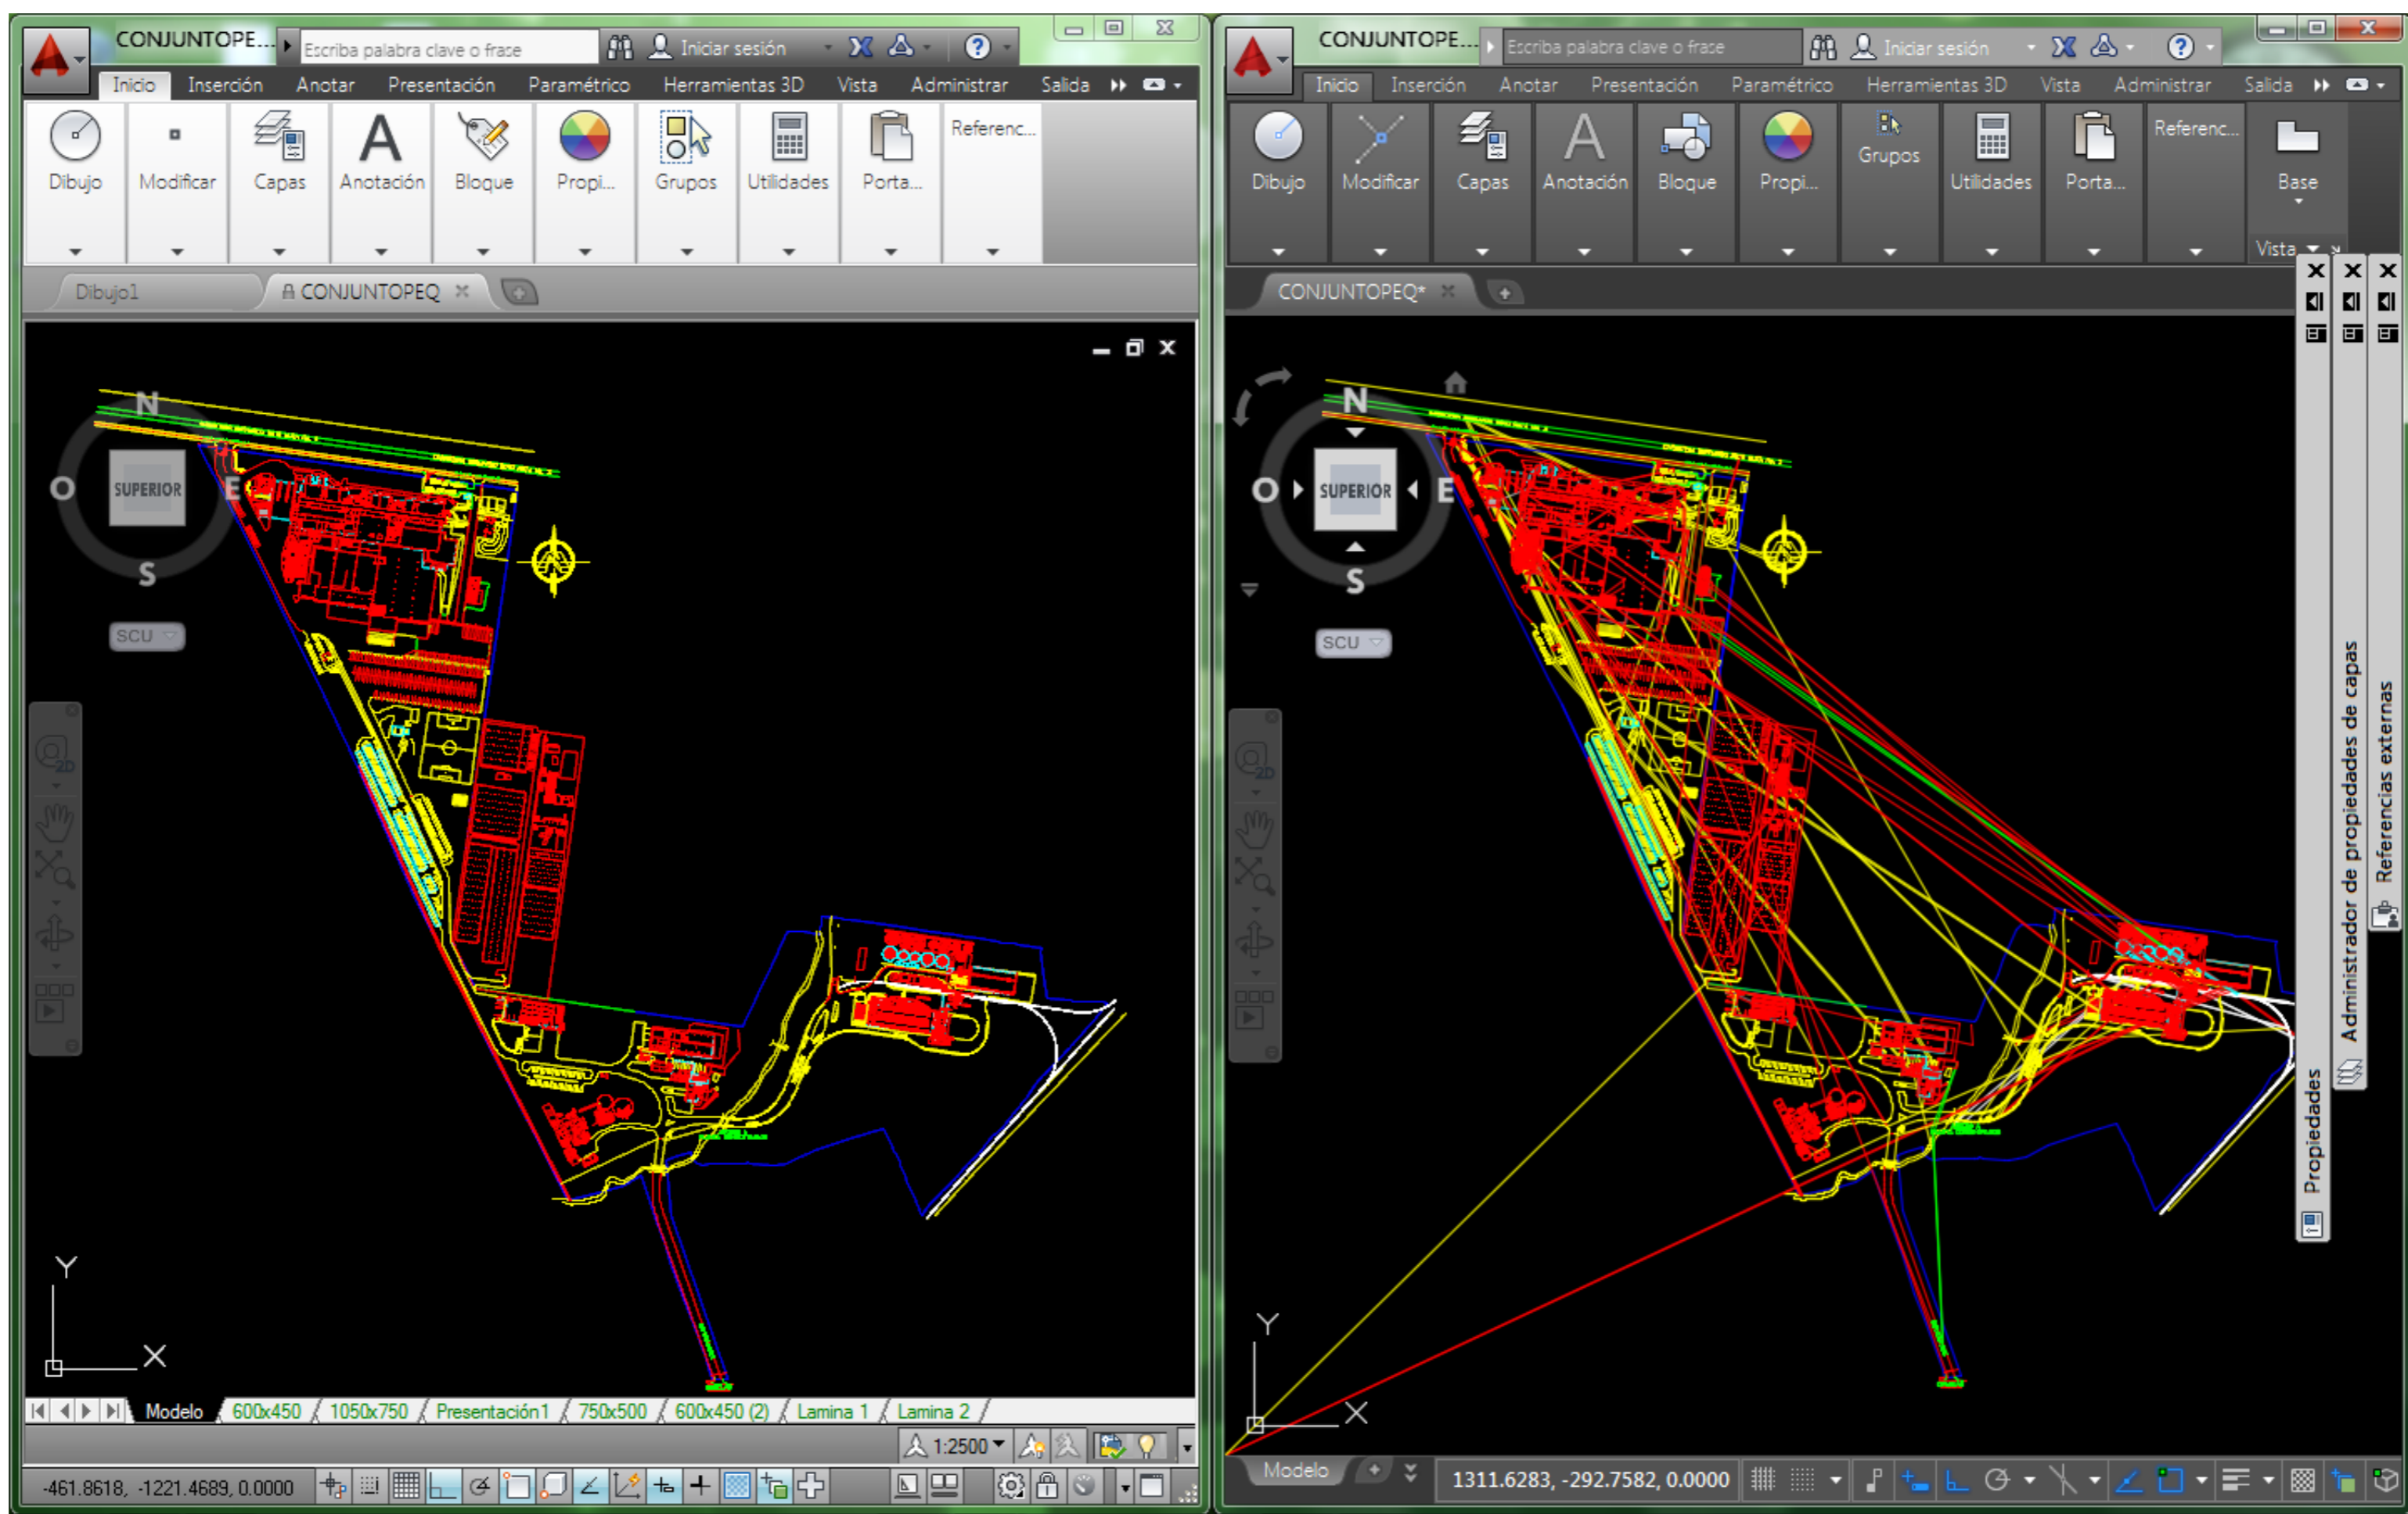 CONJUNTOPE...
Escriba palabra clave o frase
Iniciar sesión
Inicio Inserción Anotar Presentación Paramétrico Herramientas 3D Vista Administrar Salida
Dibujo Modificar Capas Anotación Bloque Propi... Grupos Utilidades Porta... Referenc...
Dibujo1 CONJUNTOPEQ
N
O SUPERIOR E
S
SCU
2D
Y
X
Modelo 600x450 1050x750 Presentación1 750x500 600x450 (2) Lamina 1 Lamina 2
1:2500
-461.8618, -1221.4689, 0.0000
CONJUNTOPE...
Escriba palabra clave o frase
Iniciar sesión
Inicio Inserción Anotar Presentación Paramétrico Herramientas 3D Vista Administrar Salida
Dibujo Modificar Capas Anotación Bloque Propi... Grupos Utilidades Porta... Referenc... Base
Vista
CONJUNTOPEQ*
N
O SUPERIOR E
S
SCU
2D
Y
X
Propiedades
Administrador de propiedades de capas
Referencias externas
Modelo
1311.6283, -292.7582, 0.0000